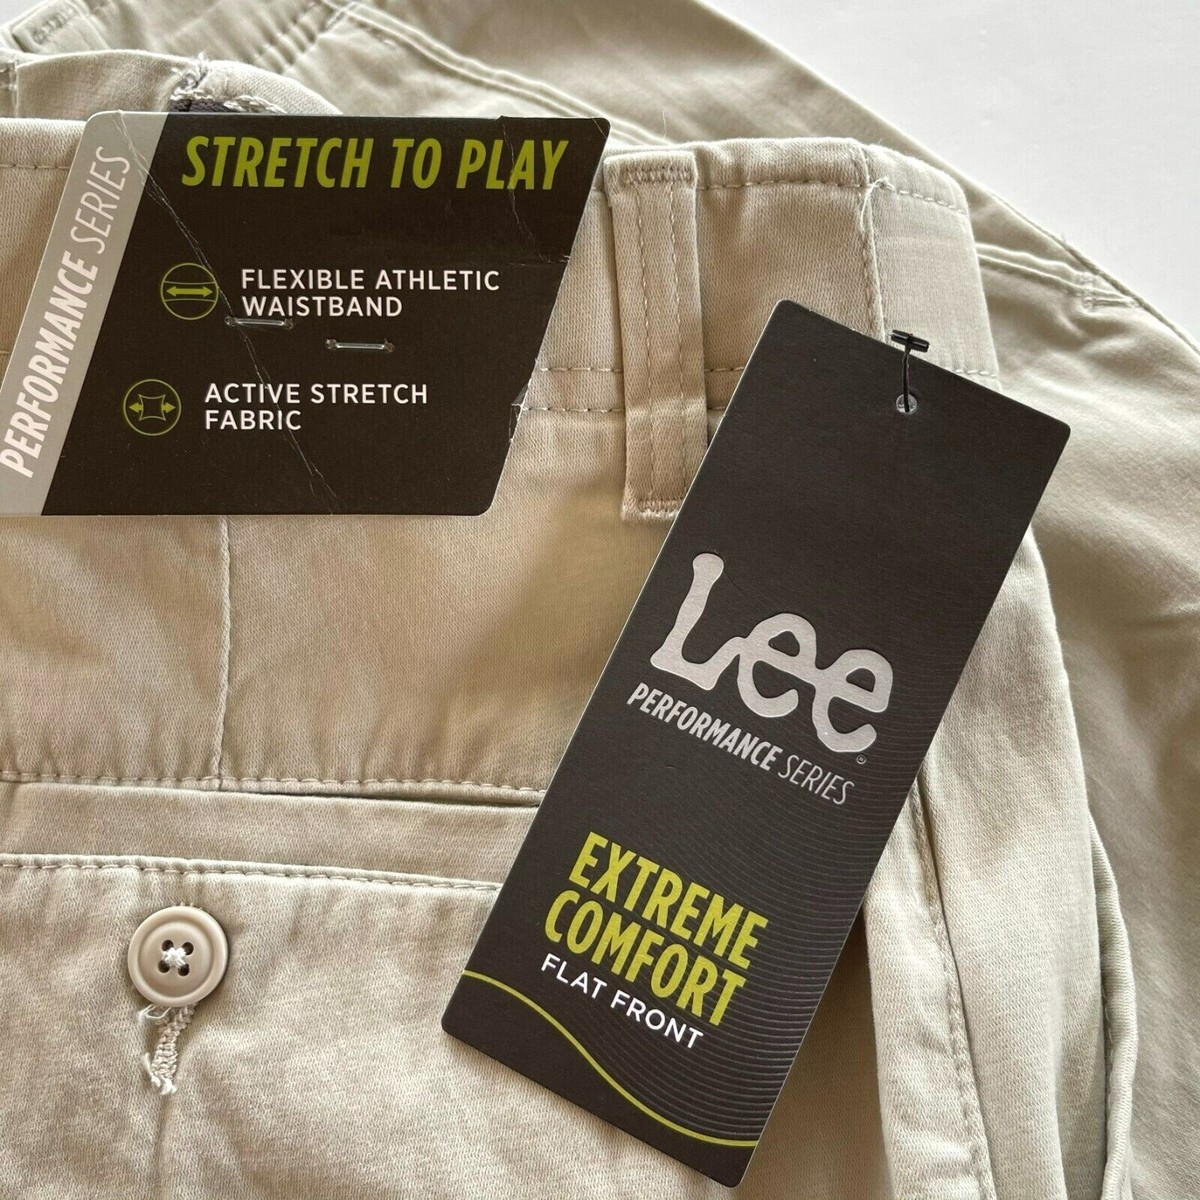 PERFORMANCE SERIES
STRETCH TO PLAY
FLEXIBLE ATHLETIC
WAISTBAND
ACTIVE STRETCH
FABRIC
Lee
®
PERFORMANCE SERIES
EXTREME
COMFORT
FLAT FRONT